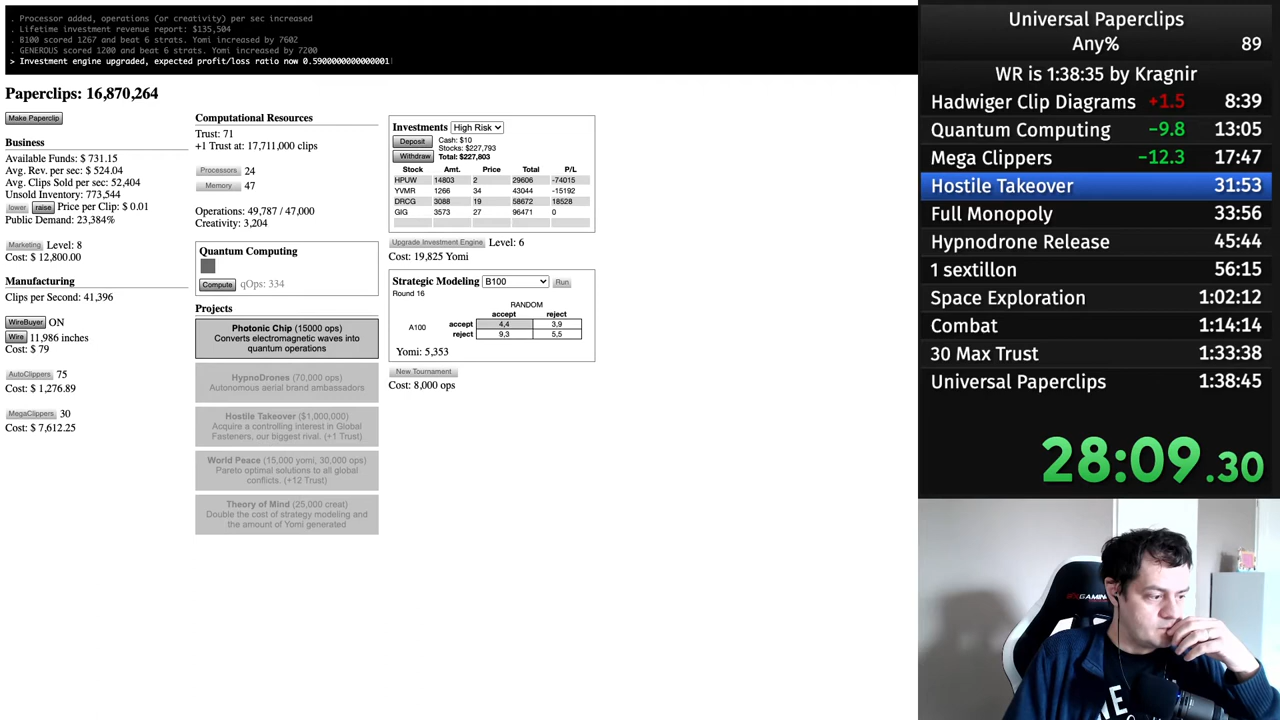 . Processor added, operations (or creativity) per sec increased
. Lifetime investment revenue report: $135,504
. B100 scored 1267 and beat 6 strats. Yomi increased by 7602
. GENEROUS scored 1200 and beat 6 strats. Yomi increased by 7200
> Investment engine upgraded, expected profit/loss ratio now 0.5900000000000001
Paperclips: 16,870,264
Make Paperclip
Business
Available Funds: $ 731.15
Avg. Rev. per sec: $ 524.04
Avg. Clips Sold per sec: 52,404
Unsold Inventory: 773,544
lower raise Price per Clip: $ 0.01
Public Demand: 23,384%
Marketing Level: 8
Cost: $ 12,800.00
Manufacturing
Clips per Second: 41,396
WireBuyer ON
Wire 11,986 inches
Cost: $ 79
AutoClippers 75
Cost: $ 1,276.89
MegaClippers 30
Cost: $ 7,612.25
Computational Resources
Trust: 71
+1 Trust at: 17,711,000 clips
Processors 24
Memory 47
Operations: 49,787 / 47,000
Creativity: 3,204
Quantum Computing
Compute qOps: 334
Projects
Photonic Chip (15000 ops)
Converts electromagnetic waves into
quantum operations
HypnoDrones (70,000 ops)
Autonomous aerial brand ambassadors
Hostile Takeover ($1,000,000)
Acquire a controlling interest in Global
Fasteners, our biggest rival. (+1 Trust)
World Peace (15,000 yomi, 30,000 ops)
Pareto optimal solutions to all global
conflicts. (+12 Trust)
Theory of Mind (25,000 creat)
Double the cost of strategy modeling and
the amount of Yomi generated
Investments High Risk
Deposit Cash: $10
Stocks: $227,793
Withdraw Total: $227,803
Stock Amt. Price Total P/L
HPUW 14803 2 29606 -74015
YVMR 1266 34 43044 -15192
DRCG 3088 19 58672 18528
GIG 3573 27 96471 0
Upgrade Investment Engine Level: 6
Cost: 19,825 Yomi
Strategic Modeling B100 Run
Round 16
RANDOM
accept reject
A100 accept 4,4 3,9
reject 9,3 5,5
Yomi: 5,353
New Tournament
Cost: 8,000 ops
Universal Paperclips
Any% 89
WR is 1:38:35 by Kragnir
Hadwiger Clip Diagrams +1.5 8:39
Quantum Computing −9.8 13:05
Mega Clippers −12.3 17:47
Hostile Takeover 31:53
Full Monopoly 33:56
Hypnodrone Release 45:44
1 sextillon 56:15
Space Exploration 1:02:12
Combat 1:14:14
30 Max Trust 1:33:38
Universal Paperclips 1:38:45
28:09.30